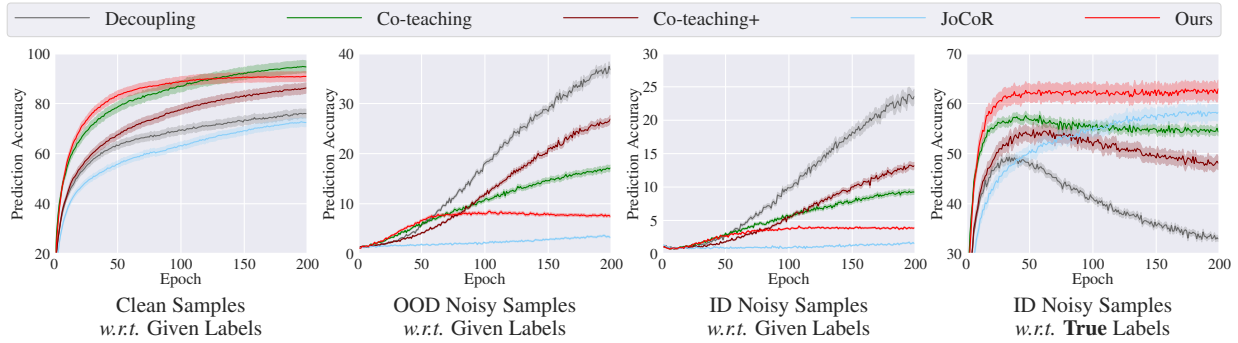 Decoupling Co-teaching Co-teaching+ JoCoR Ours
100
80
60
40
20
0 50 100 150 200
Prediction Accuracy
Epoch
Clean Samples
w.r.t. Given Labels
40
30
20
10
0
0 50 100 150 200
Prediction Accuracy
Epoch
OOD Noisy Samples
w.r.t. Given Labels
30
25
20
15
10
5
0
0 50 100 150 200
Prediction Accuracy
Epoch
ID Noisy Samples
w.r.t. Given Labels
70
60
50
40
30
0 50 100 150 200
Prediction Accuracy
Epoch
ID Noisy Samples
w.r.t. True Labels